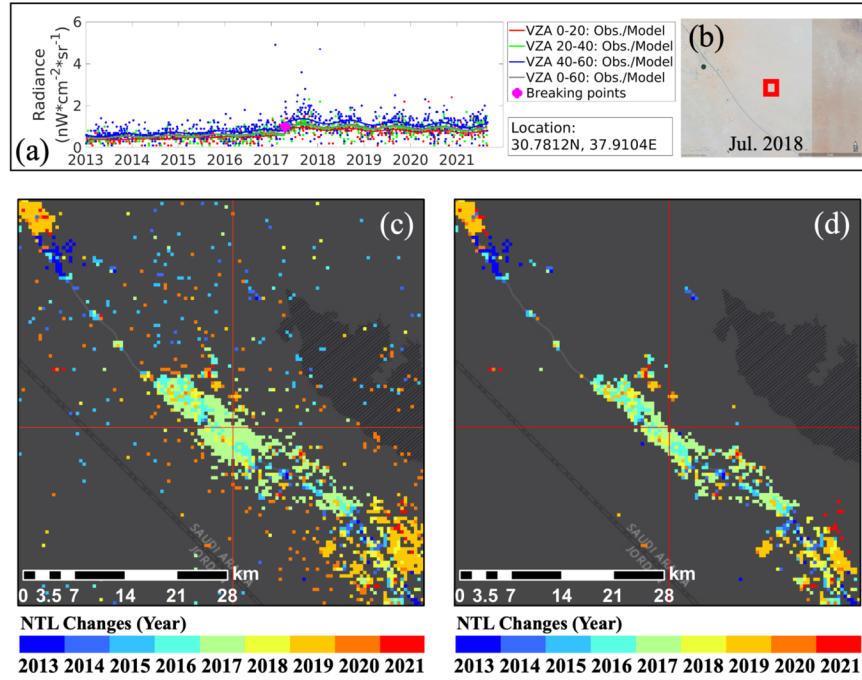 Radiance
(nW*cm⁻²*sr⁻¹)
6
4
2
0
(a)
2013 2014 2015 2016 2017 2018 2019 2020 2021
VZA 0-20: Obs./Model
VZA 20-40: Obs./Model
VZA 40-60: Obs./Model
VZA 0-60: Obs./Model
Breaking points
Location:
30.7812N, 37.9104E
(b)
Jul. 2018
(c)
SAUDI ARABIA
JORD
km
0 3.5 7 14 21 28
NTL Changes (Year)
2013 2014 2015 2016 2017 2018 2019 2020 2021
(d)
SAUDI ARABIA
JORD
km
0 3.5 7 14 21 28
NTL Changes (Year)
2013 2014 2015 2016 2017 2018 2019 2020 2021